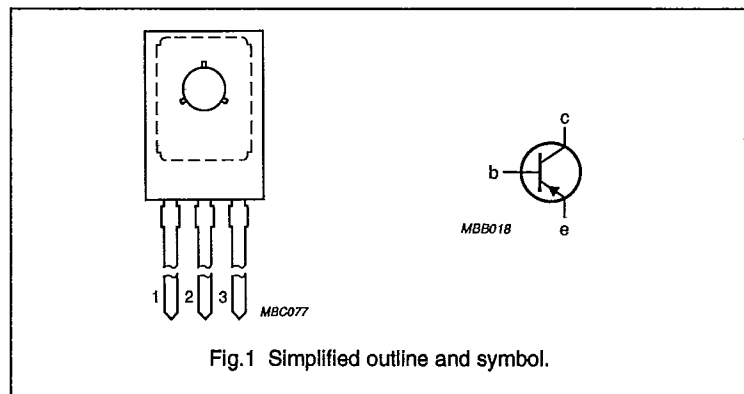 c
b
MBB018
e
1 2 3
MBC077
Fig.1 Simplified outline and symbol.